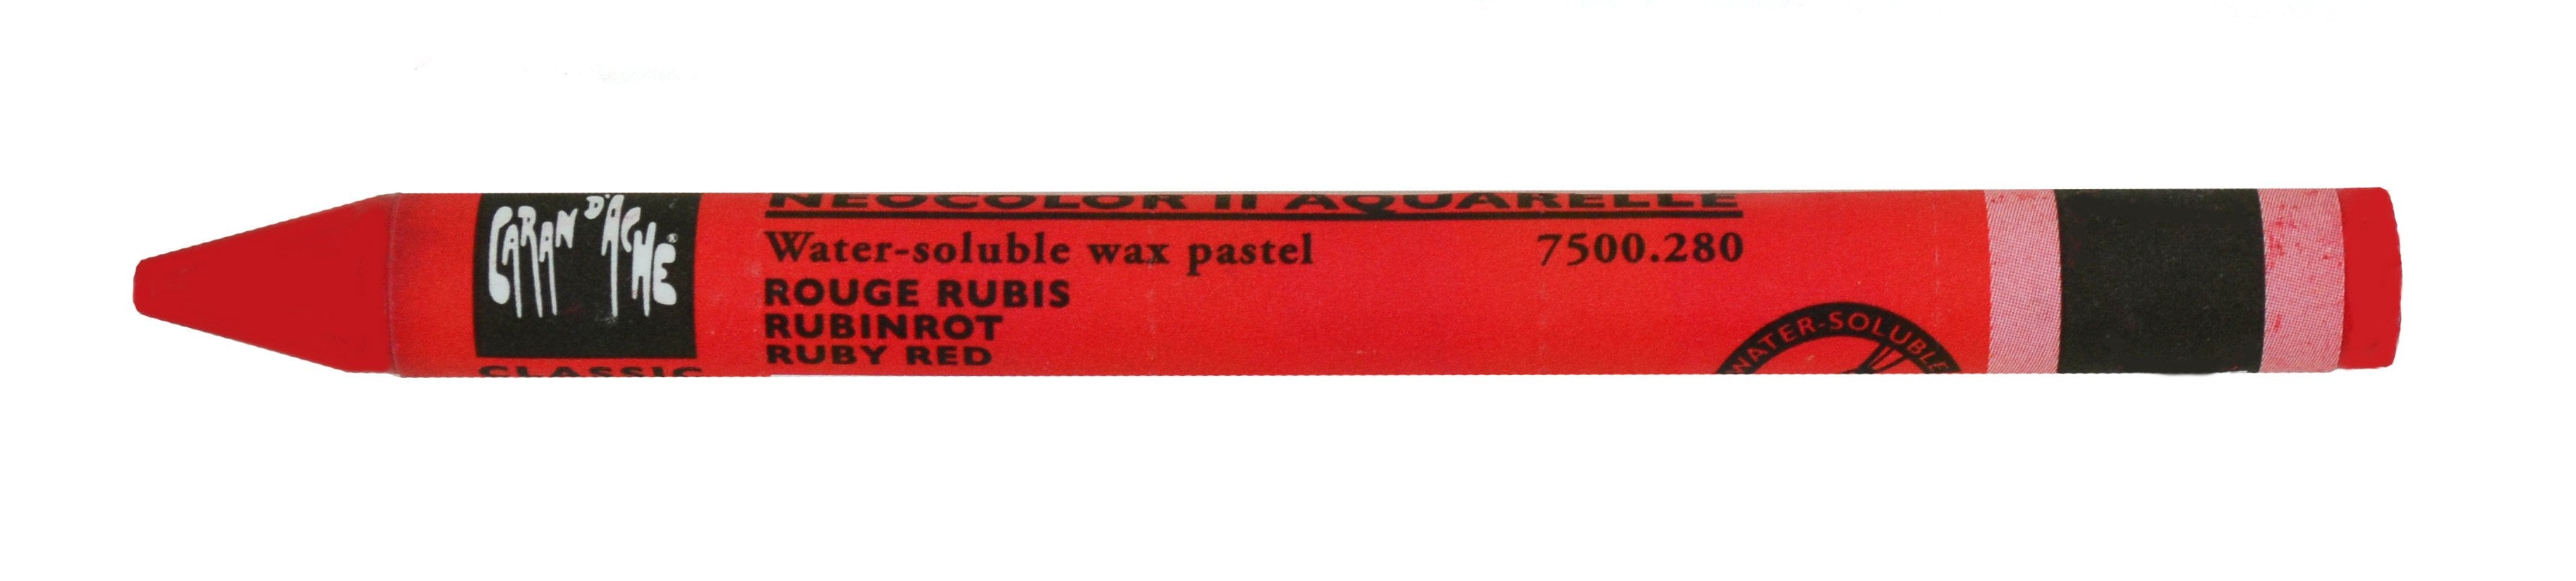 CARAN D'ACHE®
CLASSIC
NEOCOLOR II AQUARELLE
Water-soluble wax pastel 7500.280
ROUGE RUBIS
RUBINROT
RUBY RED
WATER-SOLUBLE